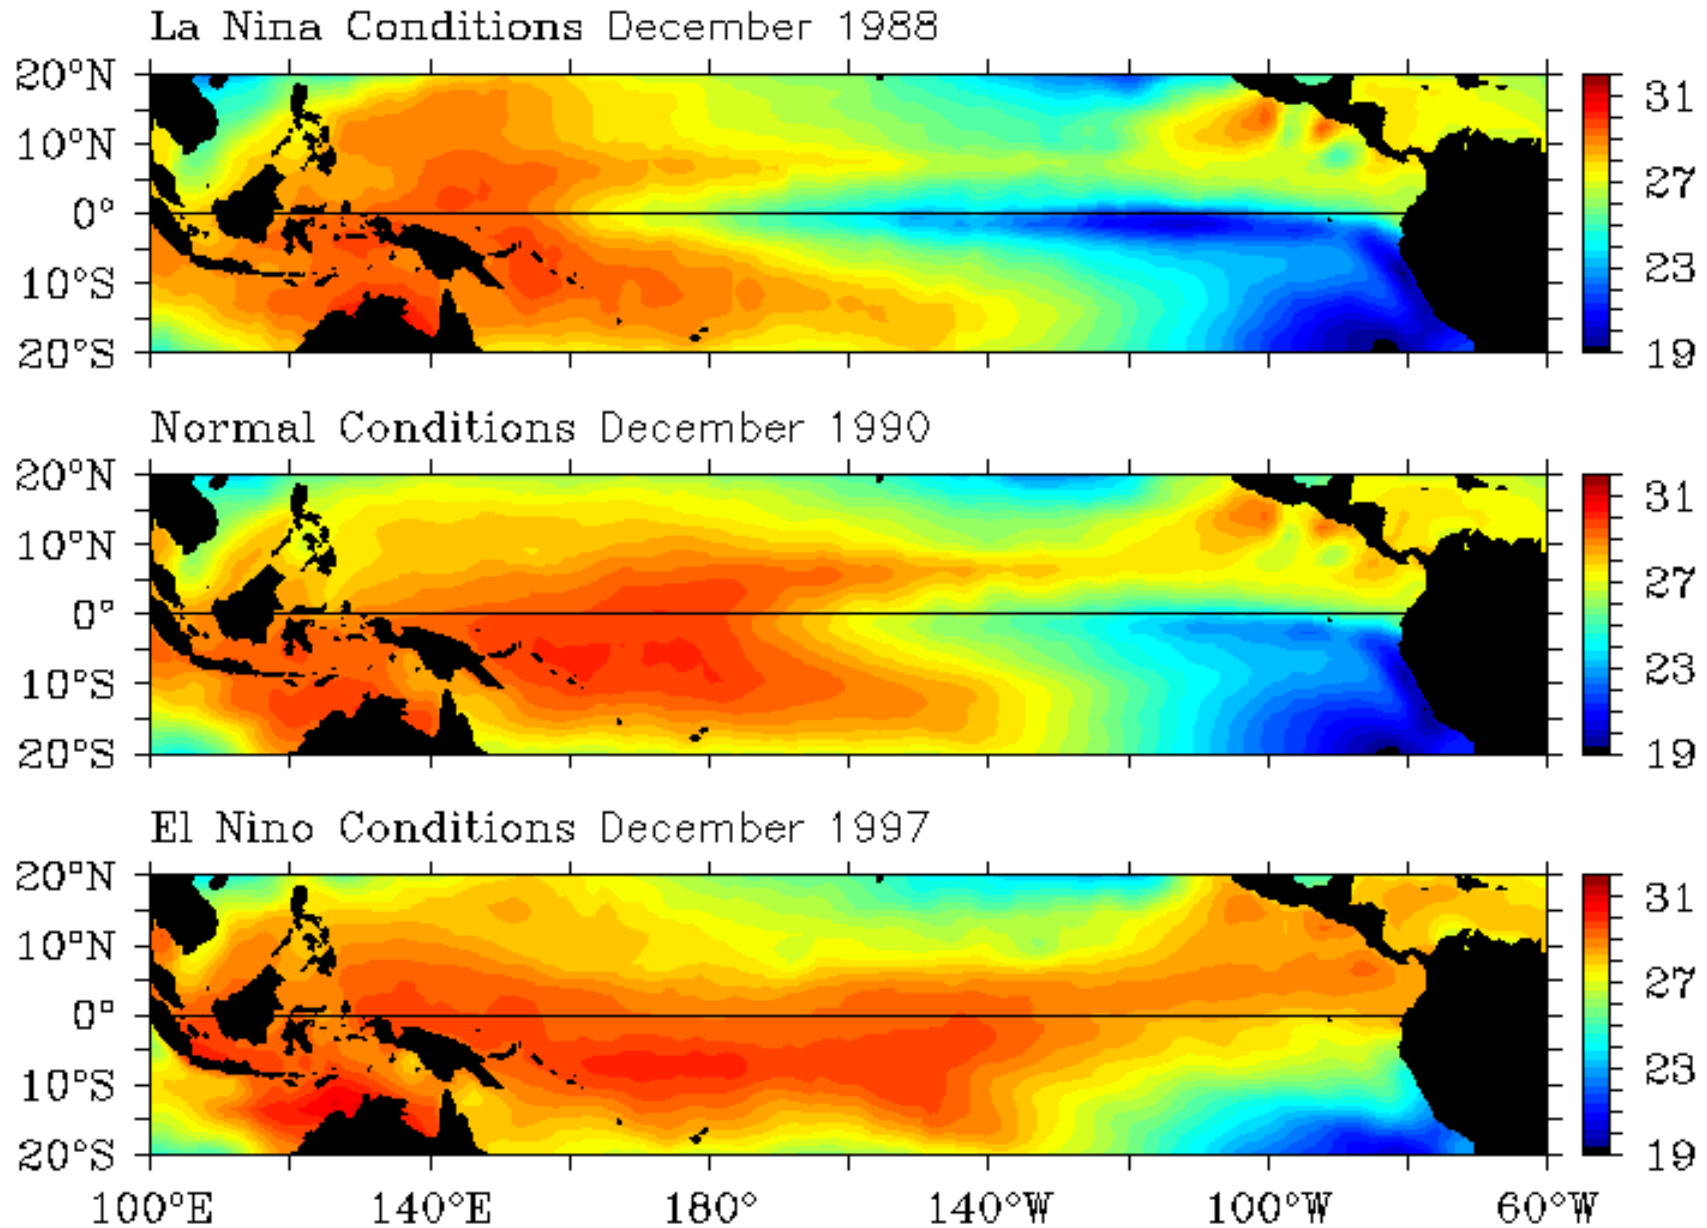 La Nina Conditions December 1988
20°N
10°N
0°
10°S
20°S
31
27
23
19
Normal Conditions December 1990
20°N
10°N
0°
10°S
20°S
31
27
23
19
El Nino Conditions December 1997
20°N
10°N
0°
10°S
20°S
31
27
23
19
100°E 140°E 180° 140°W 100°W 60°W